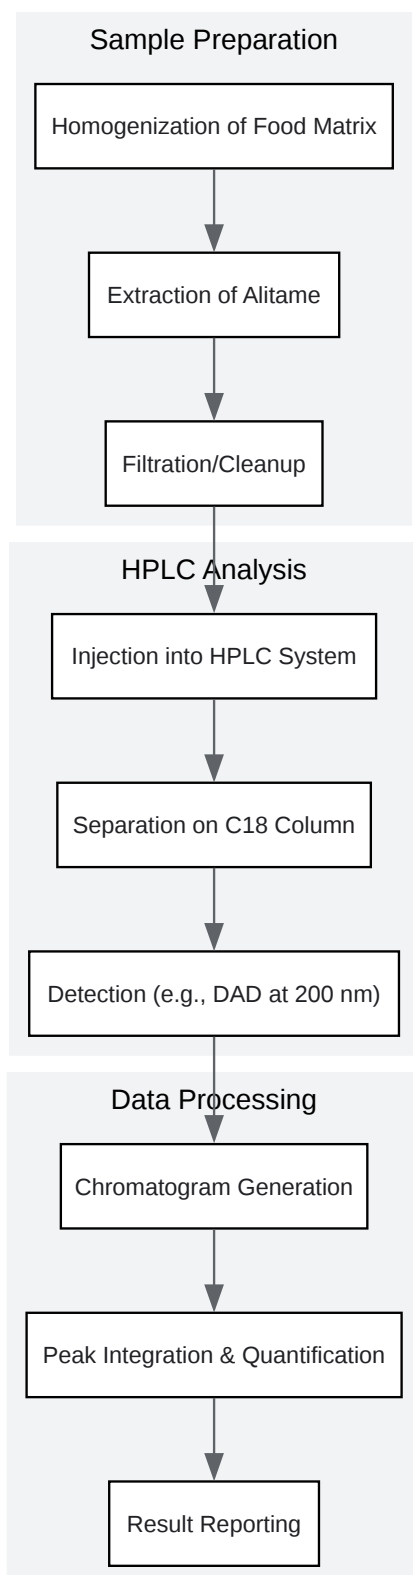 Sample Preparation
Homogenization of Food Matrix
Extraction of Alitame
Filtration/Cleanup
HPLC Analysis
Injection into HPLC System
Separation on C18 Column
Detection (e.g., DAD at 200 nm)
Data Processing
Chromatogram Generation
Peak Integration & Quantification
Result Reporting